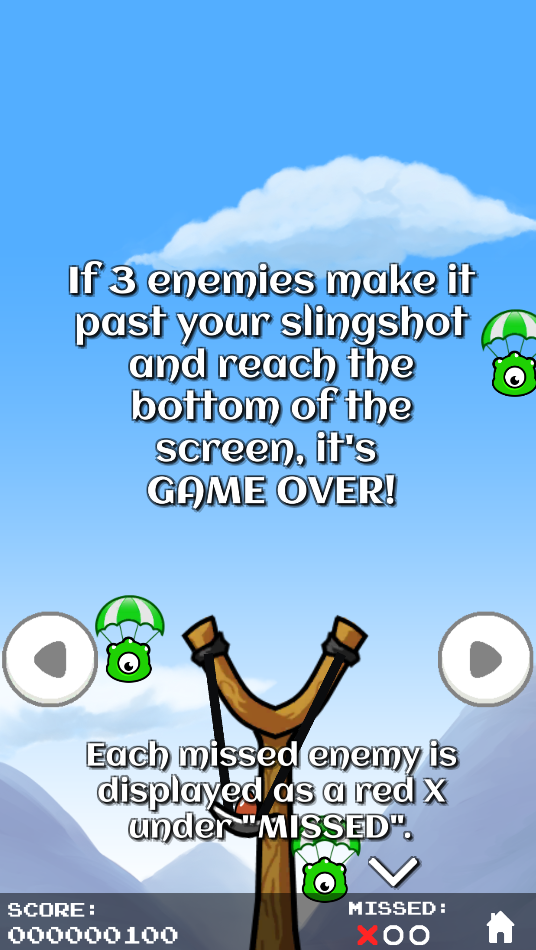 If 3 enemies make it
past your slingshot
and reach the
bottom of the
screen, it's
GAME OVER!
Each missed enemy is
displayed as a red X
under "MISSED".
SCORE:
000000100
MISSED:
XOO